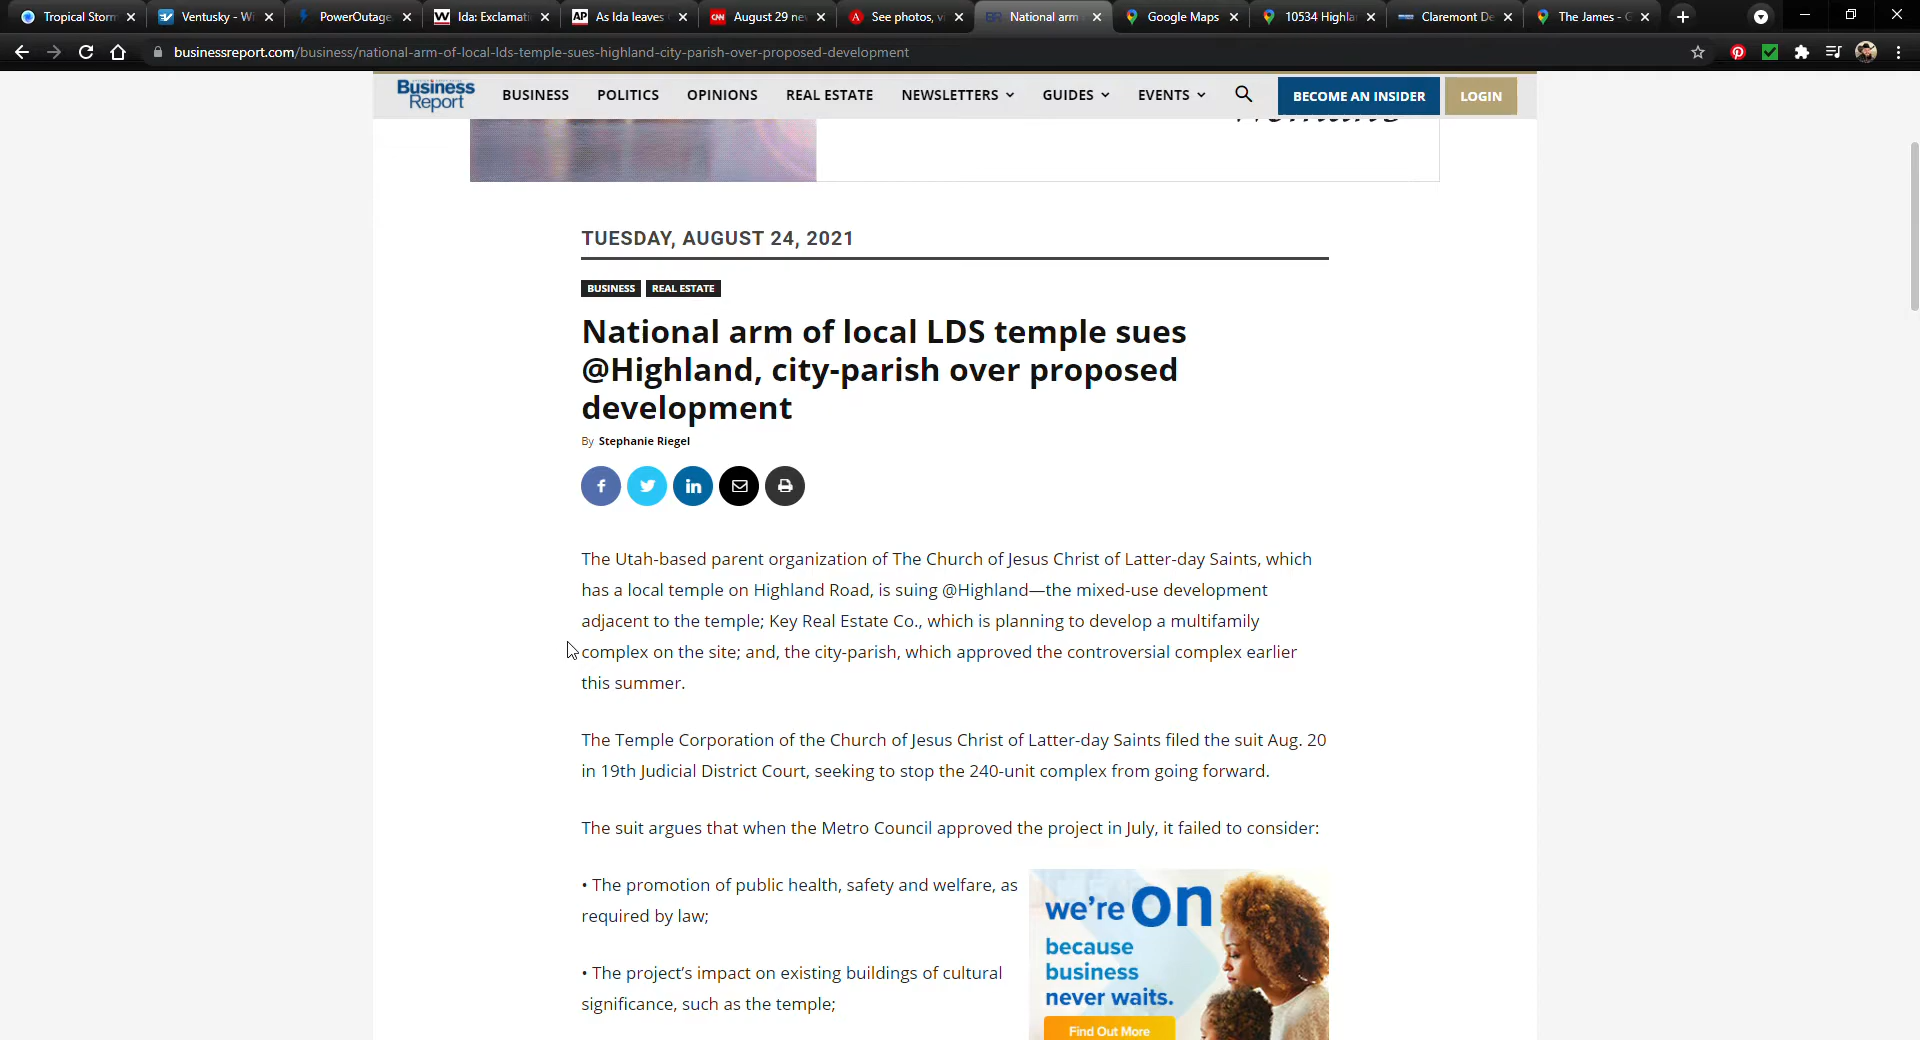 Tropical Storm
Ventusky - Wi
PowerOutage.
Ida: Exclamati
As Ida leaves
August 29 ne
See photos, vi
National arm
Google Maps
10534 Highla
Claremont De
The James - G
businessreport.com/business/national-arm-of-local-lds-temple-sues-highland-city-parish-over-proposed-development
Business Report
BUSINESS
POLITICS
OPINIONS
REAL ESTATE
NEWSLETTERS
GUIDES
EVENTS
BECOME AN INSIDER
LOGIN
TUESDAY, AUGUST 24, 2021
BUSINESS REAL ESTATE
National arm of local LDS temple sues
@Highland, city-parish over proposed
development
By Stephanie Riegel
The Utah-based parent organization of The Church of Jesus Christ of Latter-day Saints, which
has a local temple on Highland Road, is suing @Highland—the mixed-use development
adjacent to the temple; Key Real Estate Co., which is planning to develop a multifamily
complex on the site; and, the city-parish, which approved the controversial complex earlier
this summer.
The Temple Corporation of the Church of Jesus Christ of Latter-day Saints filed the suit Aug. 20
in 19th Judicial District Court, seeking to stop the 240-unit complex from going forward.
The suit argues that when the Metro Council approved the project in July, it failed to consider:
• The promotion of public health, safety and welfare, as
required by law;
• The project's impact on existing buildings of cultural
significance, such as the temple;
we're on
because
business
never waits.
Find Out More